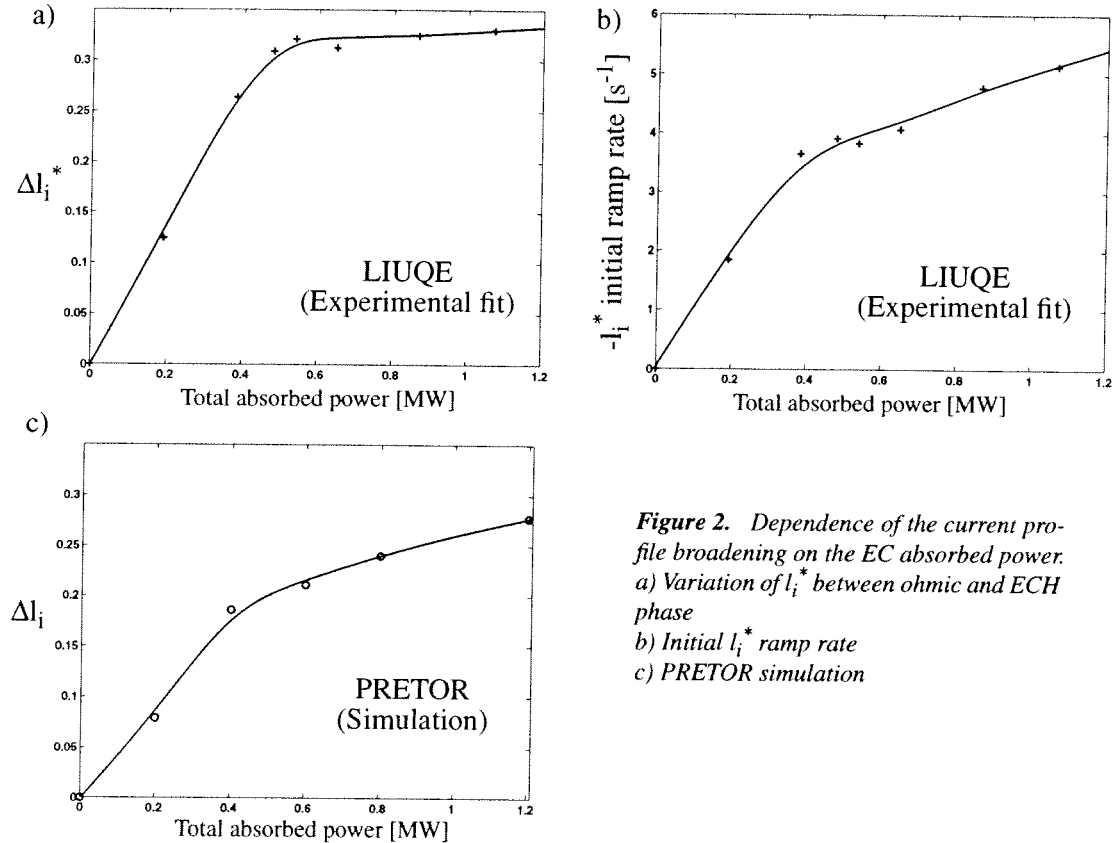 a)
0.3
0.25
0.2
0.15
0.1
0.05
0
Δl_i^*
LIUQE
(Experimental fit)
0 0.2 0.4 0.6 0.8 1 1.2
Total absorbed power [MW]
b)
6
5
4
3
2
1
0
-l_i^* initial ramp rate [s^-1]
LIUQE
(Experimental fit)
0 0.2 0.4 0.6 0.8 1 1.2
Total absorbed power [MW]
c)
0.3
0.25
0.2
0.15
0.1
0.05
0
Δl_i
PRETOR
(Simulation)
0 0.2 0.4 0.6 0.8 1 1.2
Total absorbed power [MW]
Figure 2. Dependence of the current pro-
file broadening on the EC absorbed power.
a) Variation of l_i^* between ohmic and ECH
phase
b) Initial l_i^* ramp rate
c) PRETOR simulation